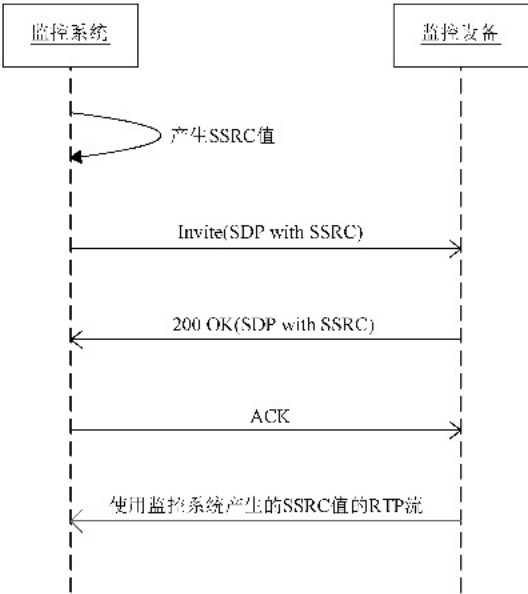 监控系统
监控设备
产生SSRC值
Invite(SDP with SSRC)
200 OK(SDP with SSRC)
ACK
使用监控系统产生的SSRC值的RTP流